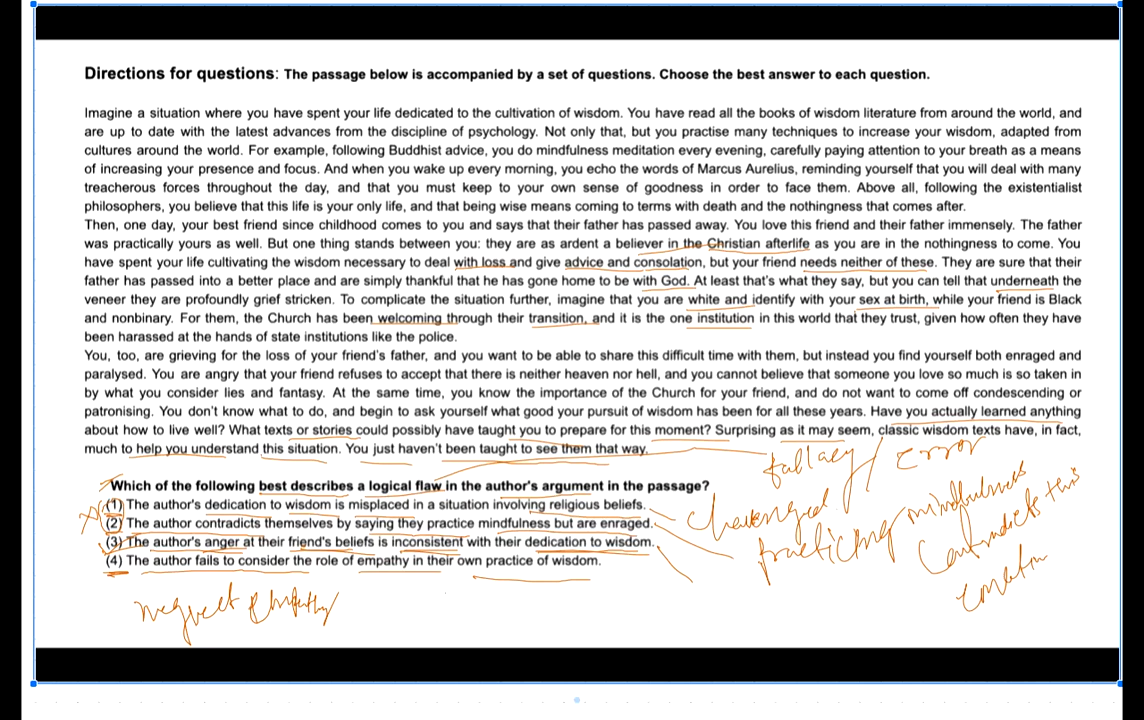 Directions for questions: The passage below is accompanied by a set of questions. Choose the best answer to each question.
Imagine a situation where you have spent your life dedicated to the cultivation of wisdom. You have read all the books of wisdom literature from around the world, and
are up to date with the latest advances from the discipline of psychology. Not only that, but you practise many techniques to increase your wisdom, adapted from
cultures around the world. For example, following Buddhist advice, you do mindfulness meditation every evening, carefully paying attention to your breath as a means
of increasing your presence and focus. And when you wake up every morning, you echo the words of Marcus Aurelius, reminding yourself that you will deal with many
treacherous forces throughout the day, and that you must keep to your own sense of goodness in order to face them. Above all, following the existentialist
philosophers, you believe that this life is your only life, and that being wise means coming to terms with death and the nothingness that comes after.
Then, one day, your best friend since childhood comes to you and says that their father has passed away. You love this friend and their father immensely. The father
was practically yours as well. But one thing stands between you: they are as ardent a believer in the Christian afterlife as you are in the nothingness to come. You
have spent your life cultivating the wisdom necessary to deal with loss and give advice and consolation, but your friend needs neither of these. They are sure that their
father has passed into a better place and are simply thankful that he has gone home to be with God. At least that's what they say, but you can tell that underneath the
veneer they are profoundly grief stricken. To complicate the situation further, imagine that you are white and identify with your sex at birth, while your friend is Black
and nonbinary. For them, the Church has been welcoming through their transition, and it is the one institution in this world that they trust, given how often they have
been harassed at the hands of state institutions like the police.
You, too, are grieving for the loss of your friend's father, and you want to be able to share this difficult time with them, but instead you find yourself both enraged and
paralysed. You are angry that your friend refuses to accept that there is neither heaven nor hell, and you cannot believe that someone you love so much is so taken in
by what you consider lies and fantasy. At the same time, you know the importance of the Church for your friend, and do not want to come off condescending or
patronising. You don't know what to do, and begin to ask yourself what good your pursuit of wisdom has been for all these years. Have you actually learned anything
about how to live well? What texts or stories could possibly have taught you to prepare for this moment? Surprising as it may seem, classic wisdom texts have, in fact,
much to help you understand this situation. You just haven't been taught to see them that way.
fallacy / error
Which of the following best describes a logical flaw in the author's argument in the passage?
(1) The author's dedication to wisdom is misplaced in a situation involving religious beliefs.
(2) The author contradicts themselves by saying they practice mindfulness but are enraged.
(3) The author's anger at their friend's beliefs is inconsistent with their dedication to wisdom.
(4) The author fails to consider the role of empathy in their own practice of wisdom.
practicing mindfulness
contradicts this
emotion
neglect empathy